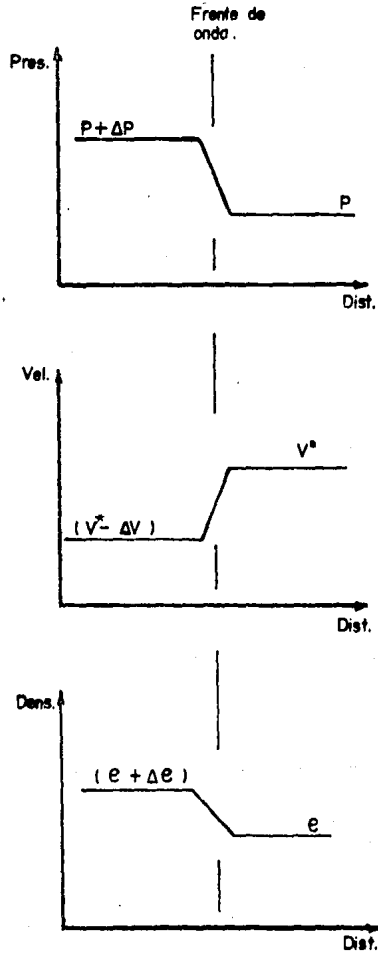 Frente de
onda.
Pres.
P + ΔP
P
Dist.
Vel.
V*
(V* - ΔV)
Dist.
Dens.
(e + Δe)
e
Dist.